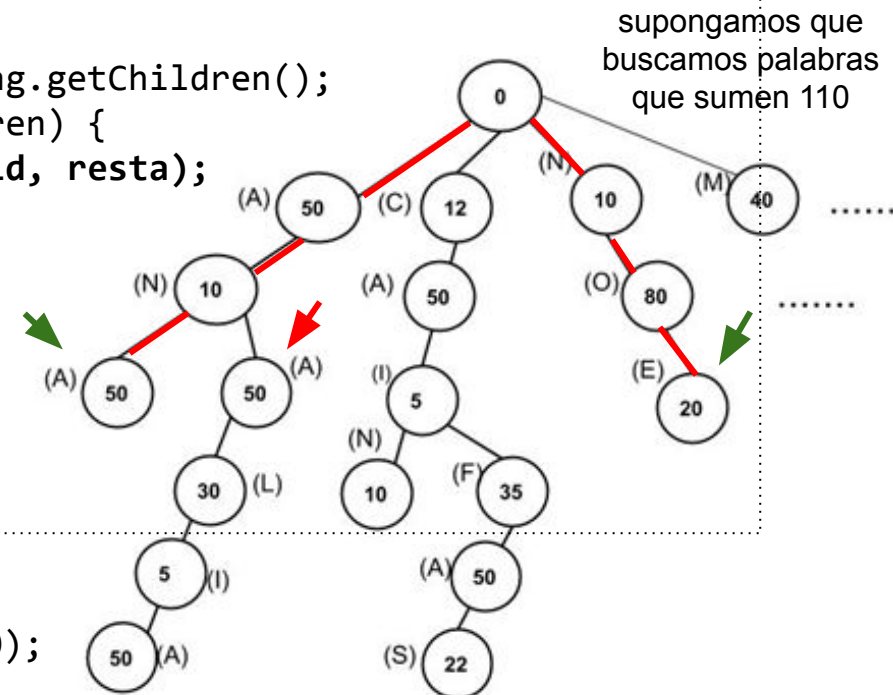 supongamos que
buscamos palabras
que sumen 110
ng.getChildren();
ren) {
ld, resta);
0
(A) 50 (C) 12 (N) 10 (M) 40 ......
(N) 10 (A) 50 (O) 80 .......
(A) 50 50 (A) (I) 5 (E) 20
30 (L) (N) 10 (F) 35
5 (I) (A) 50
);
50 (A) (S) 22